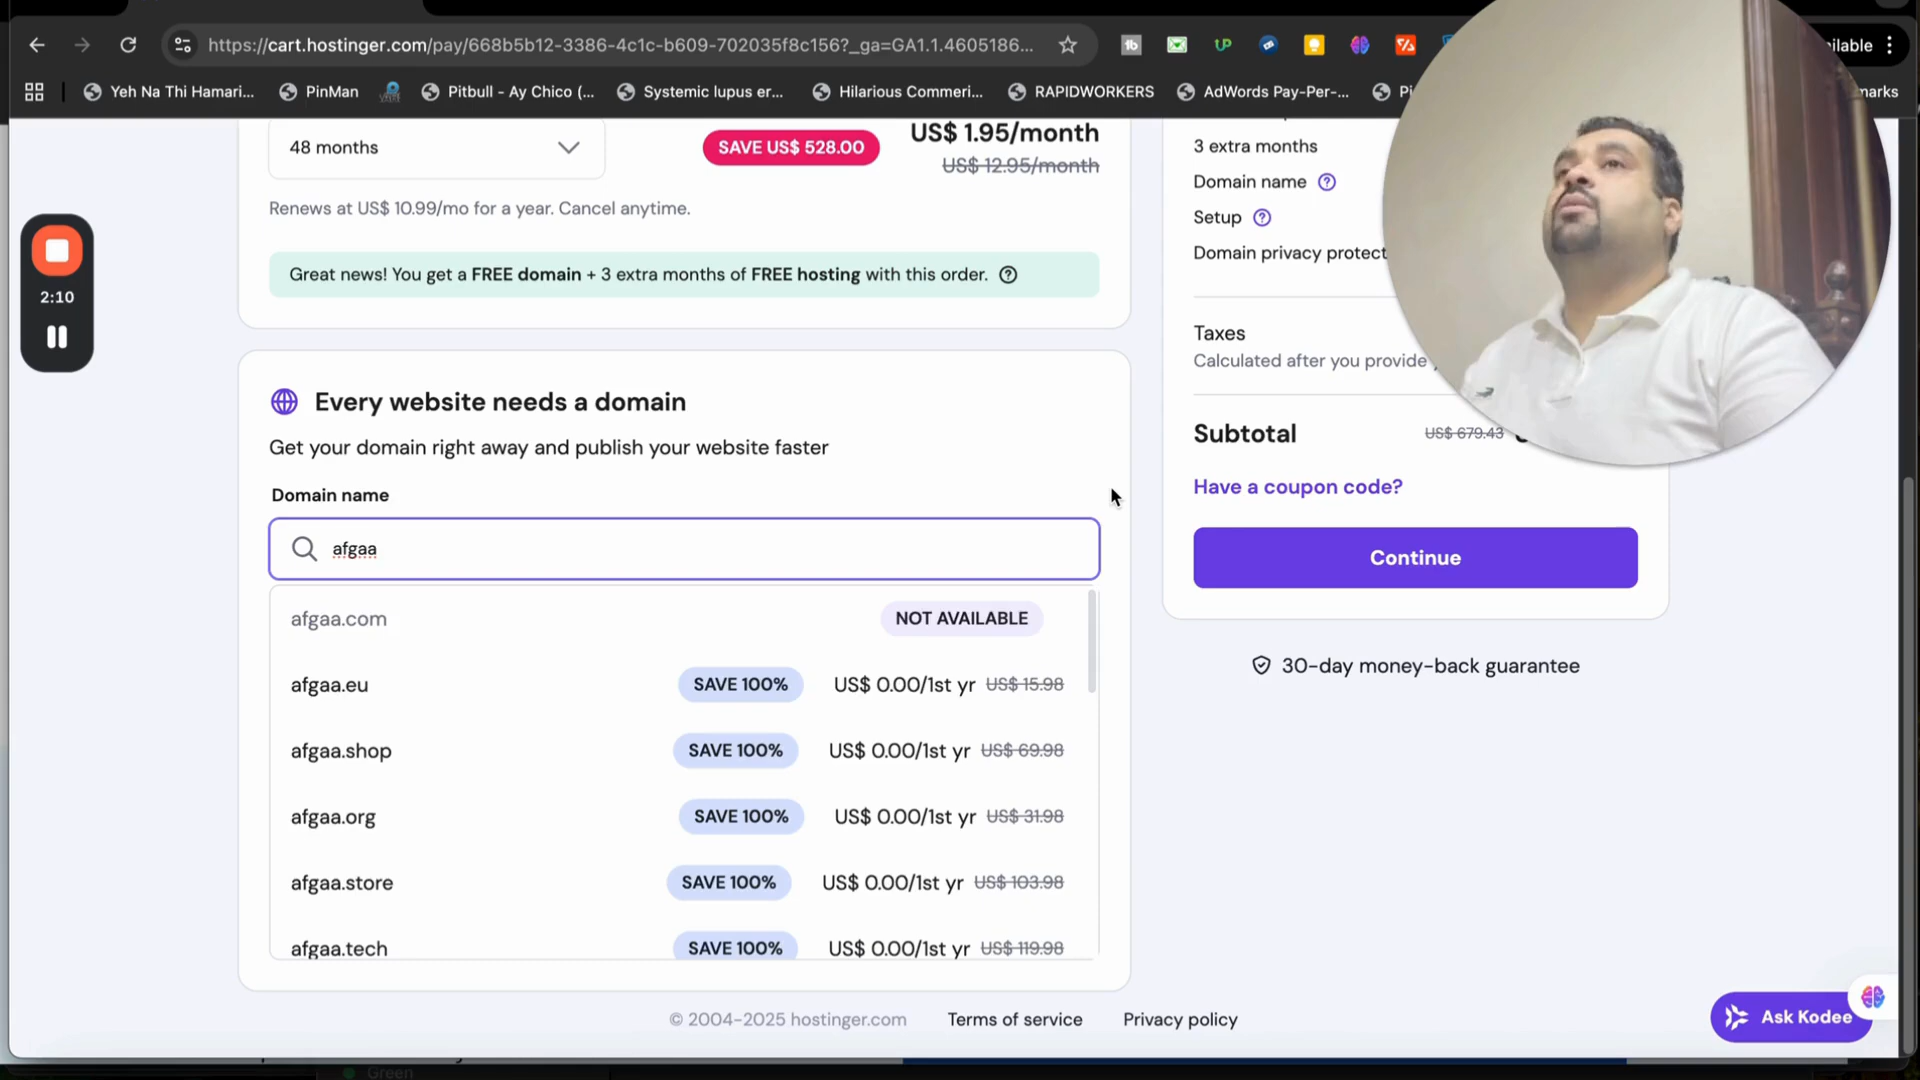 https://cart.hostinger.com/pay/668b5b12-3386-4c1c-b609-702035f8c156?_ga=GA1.1.4605186...
ilable
Yeh Na Thi Hamari...
PinMan
Pitbull - Ay Chico (...
Systemic lupus er...
Hilarious Commeri...
RAPIDWORKERS
AdWords Pay-Per-...
marks
48 months
SAVE US$ 528.00
US$ 1.95/month
US$ 12.95/month
Renews at US$ 10.99/mo for a year. Cancel anytime.
Great news! You get a FREE domain + 3 extra months of FREE hosting with this order.
3 extra months
Domain name
Setup
Domain privacy protect
Taxes
Calculated after you provide
Subtotal
US$ 679.43
Have a coupon code?
Continue
30-day money-back guarantee
2:10
Every website needs a domain
Get your domain right away and publish your website faster
Domain name
afgaa
afgaa.com NOT AVAILABLE
afgaa.eu SAVE 100% US$ 0.00/1st yr US$ 15.98
afgaa.shop SAVE 100% US$ 0.00/1st yr US$ 69.98
afgaa.org SAVE 100% US$ 0.00/1st yr US$ 31.98
afgaa.store SAVE 100% US$ 0.00/1st yr US$ 103.98
afgaa.tech SAVE 100% US$ 0.00/1st yr US$ 119.98
© 2004-2025 hostinger.com
Terms of service
Privacy policy
Ask Kodee
Green